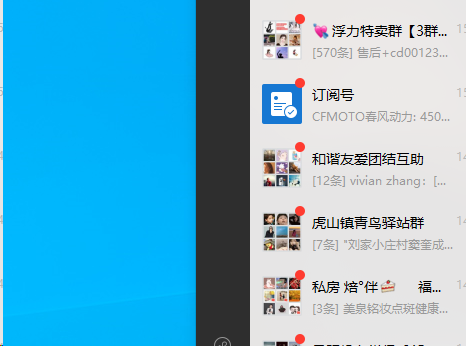 💘浮力特卖群【3群...
[570条] 售后+cd00123...
订阅号
CFMOTO春风动力: 450...
和谐友爱团结互助
[12条] vivian zhang: [...
虎山镇青鸟驿站群
[7条] "刘家小庄村窦奎成...
私房 焙°伴🍰 福...
[3条] 美泉铭妆点斑健康...